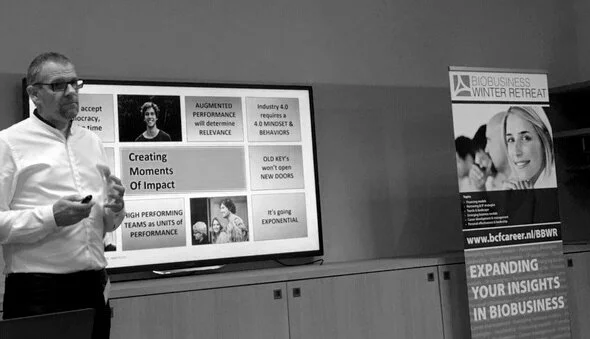 accept
ocracy,
time
AUGMENTED
PERFORMANCE
will determine
RELEVANCE
Industry 4.0
requires a
4.0 MINDSET &
BEHAVIORS
Creating
Moments
Of Impact
OLD KEY's
won't open
NEW DOORS
HIGH PERFORMING
TEAMS as UNITS of
PERFORMANCE
It's going
EXPONENTIAL
BIOBUSINESS
WINTER RETREAT
www.bcfcareer.nl/BBWR
EXPANDING
YOUR INSIGHTS
IN BIOBUSINESS